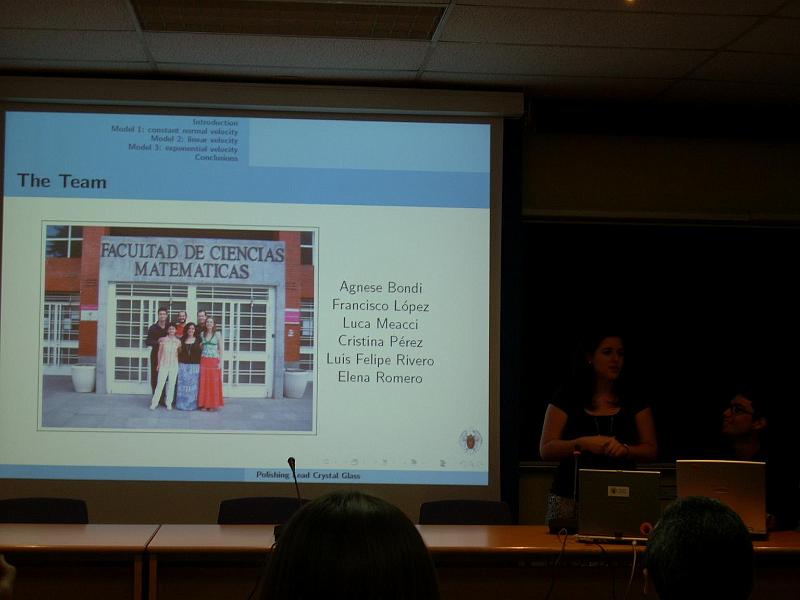 Introduction
Model 1: constant normal velocity
Model 2: linear velocity
Model 3: exponential velocity
Conclusions
The Team
FACULTAD DE CIENCIAS
MATEMATICAS
Agnese Bondi
Francisco López
Luca Meacci
Cristina Pérez
Luis Felipe Rivero
Elena Romero
Polishing Lead Crystal Glass